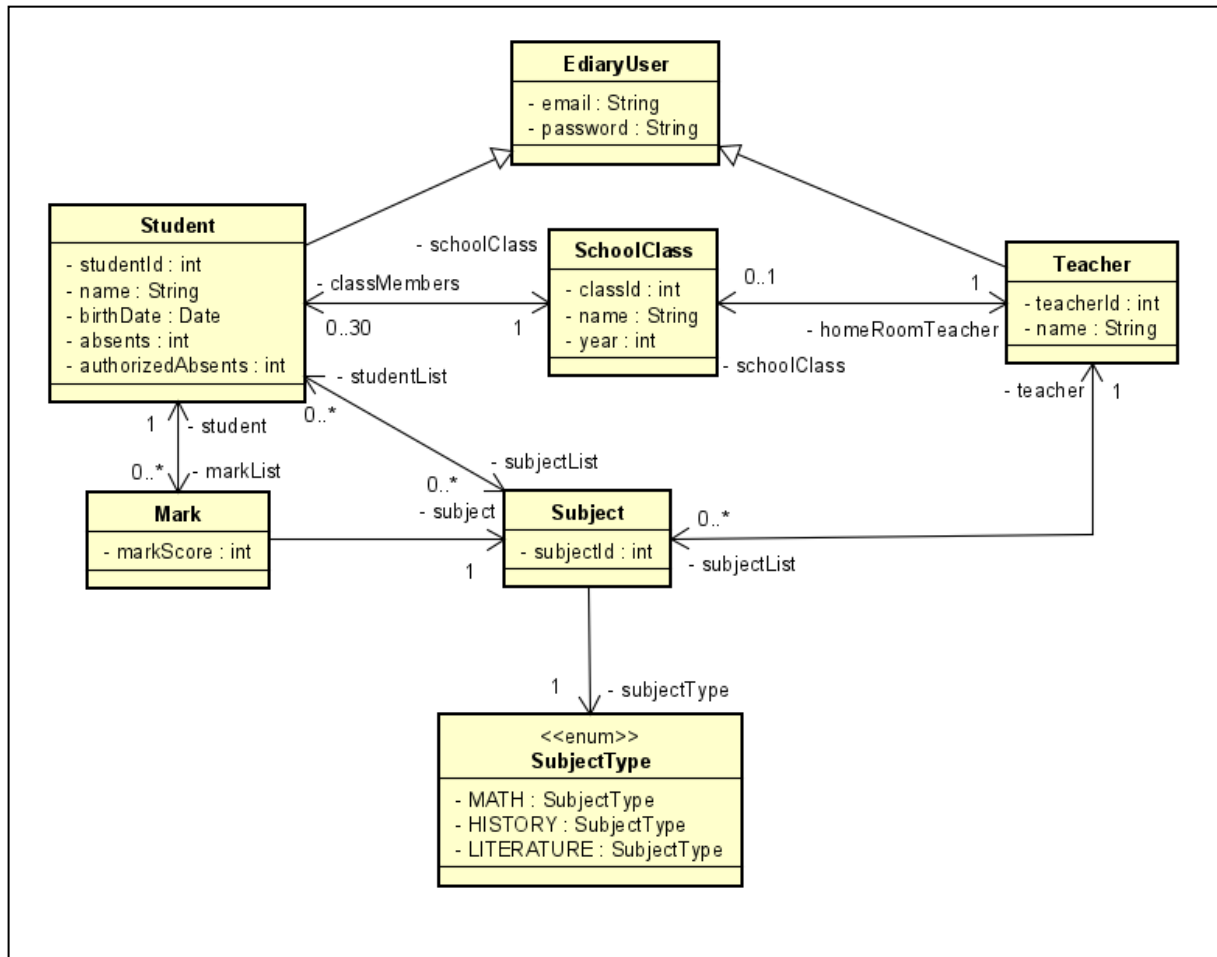 EdiaryUser
- email : String
- password : String
Student
- studentId : int
- name : String
- birthDate : Date
- absents : int
- authorizedAbsents : int
- schoolClass
- classMembers
0..30
1
SchoolClass
- classId : int
- name : String
- year : int
0..1
1
- homeRoomTeacher
- schoolClass
Teacher
- teacherId : int
- name : String
- studentList
0..*
- teacher
1
1
- student
0..*
- markList
- subjectList
0..*
- subject
Mark
- markScore : int
1
Subject
- subjectId : int
0..*
- subjectList
1
- subjectType
<<enum>>
SubjectType
- MATH : SubjectType
- HISTORY : SubjectType
- LITERATURE : SubjectType